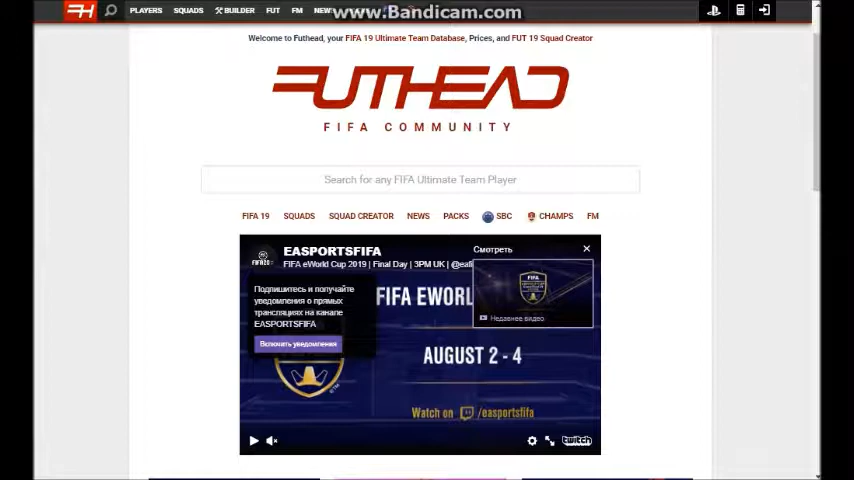 www.Bandicam.com
PLAYERS SQUADS BUILDER FUT FM NEWS
Welcome to Futhead, your FIFA 19 Ultimate Team Database, Prices, and FUT 19 Squad Creator
FUTHEAD
FIFA COMMUNITY
Search for any FIFA Ultimate Team Player
FIFA 19 SQUADS SQUAD CREATOR NEWS PACKS SBC CHAMPS FM
EASPORTSFIFA
FIFA eWorld Cup 2019 | Final Day | 3PM UK | @eafi
Смотреть
Подпишитесь и получайте
уведомления о прямых
трансляциях на канале
EASPORTSFIFA
Включить уведомления
FIFA EWORL
FIFA
Недавнее видео
AUGUST 2 - 4
Watch on /easportsfifa
twitch